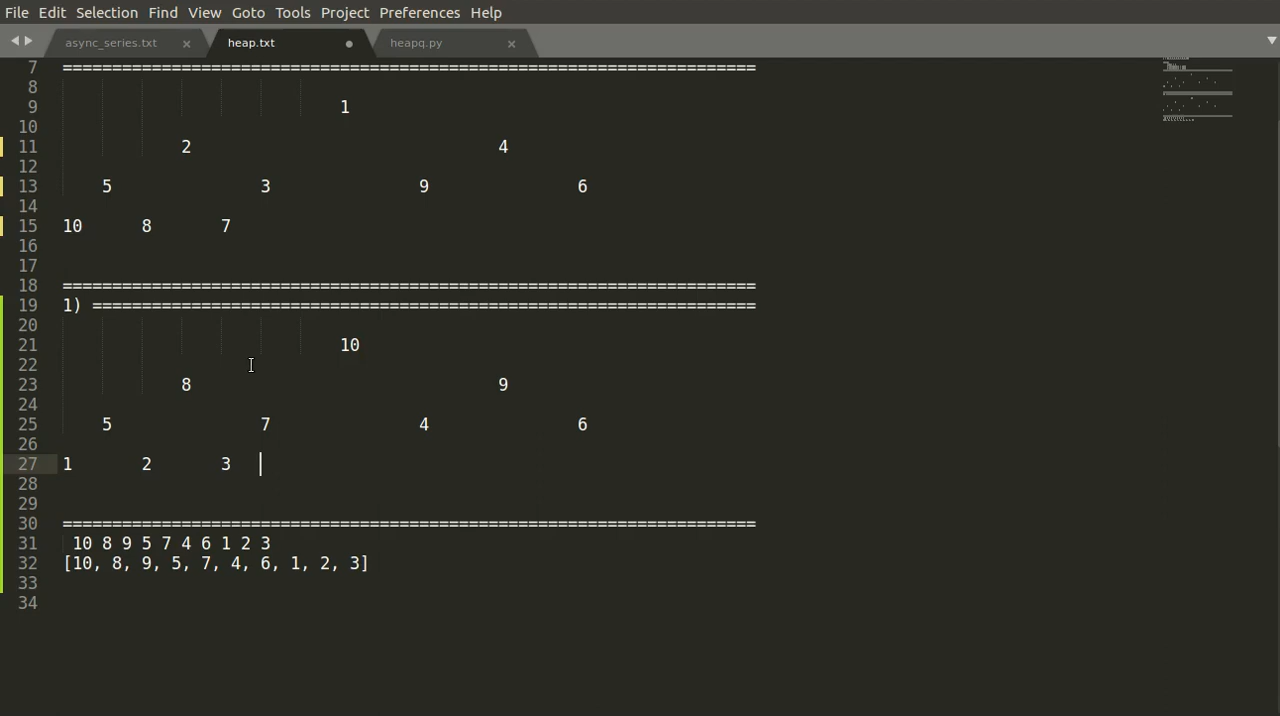 File Edit Selection Find View Goto Tools Project Preferences Help
async_series.txt × heap.txt heapq.py ×
7 ======================================================================
8
9 1
10
11 2 4
12
13 5 3 9 6
14
15 10 8 7
16
17
18 ======================================================================
19 1) ===================================================================
20
21 10
22
23 8 9
24
25 5 7 4 6
26
27 1 2 3
28
29
30 ======================================================================
31 10 8 9 5 7 4 6 1 2 3
32 [10, 8, 9, 5, 7, 4, 6, 1, 2, 3]
33
34